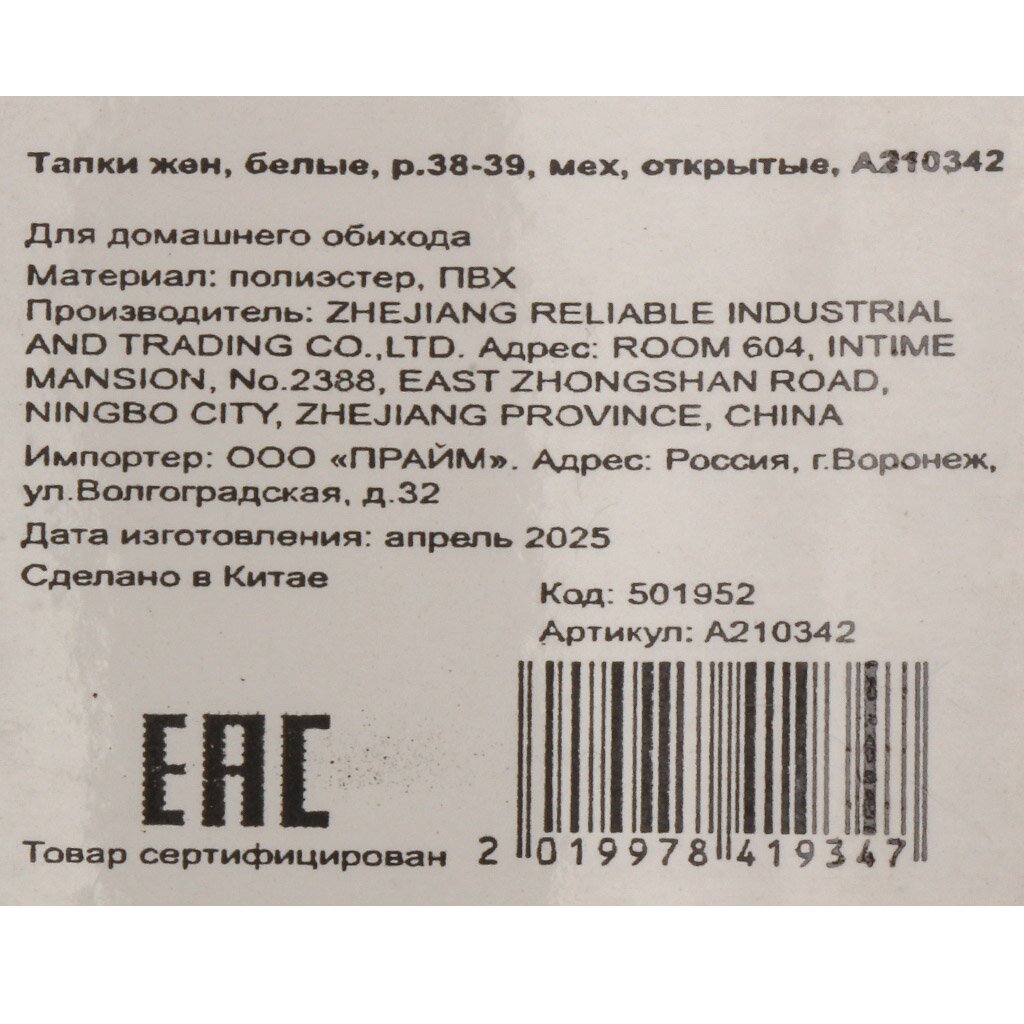 Тапки жен, белые, р.38-39, мех, открытые, А210342
Для домашнего обихода
Материал: полиэстер, ПВХ
Производитель: ZHEJIANG RELIABLE INDUSTRIAL
AND TRADING CO.,LTD. Адрес: ROOM 604, INTIME
MANSION, No.2388, EAST ZHONGSHAN ROAD,
NINGBO CITY, ZHEJIANG PROVINCE, CHINA
Импортер: ООО «ПРАЙМ». Адрес: Россия, г.Воронеж,
ул.Волгоградская, д.32
Дата изготовления: апрель 2025
Сделано в Китае
Код: 501952
Артикул: А210342
EAC
Товар сертифицирован
2 019978 419347